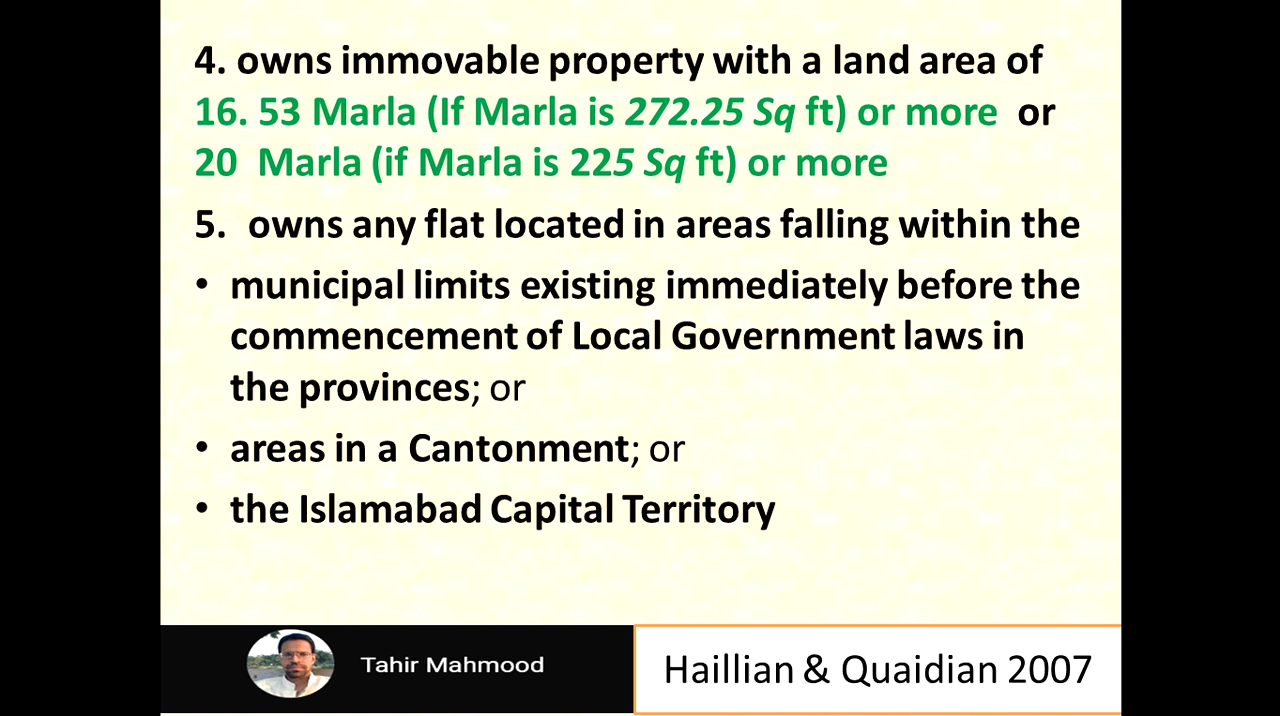 4. owns immovable property with a land area of
16. 53 Marla (If Marla is 272.25 Sq ft) or more or
20 Marla (if Marla is 225 Sq ft) or more
5. owns any flat located in areas falling within the
• municipal limits existing immediately before the
commencement of Local Government laws in
the provinces; or
• areas in a Cantonment; or
• the Islamabad Capital Territory
Tahir Mahmood
Haillian & Quaidian 2007